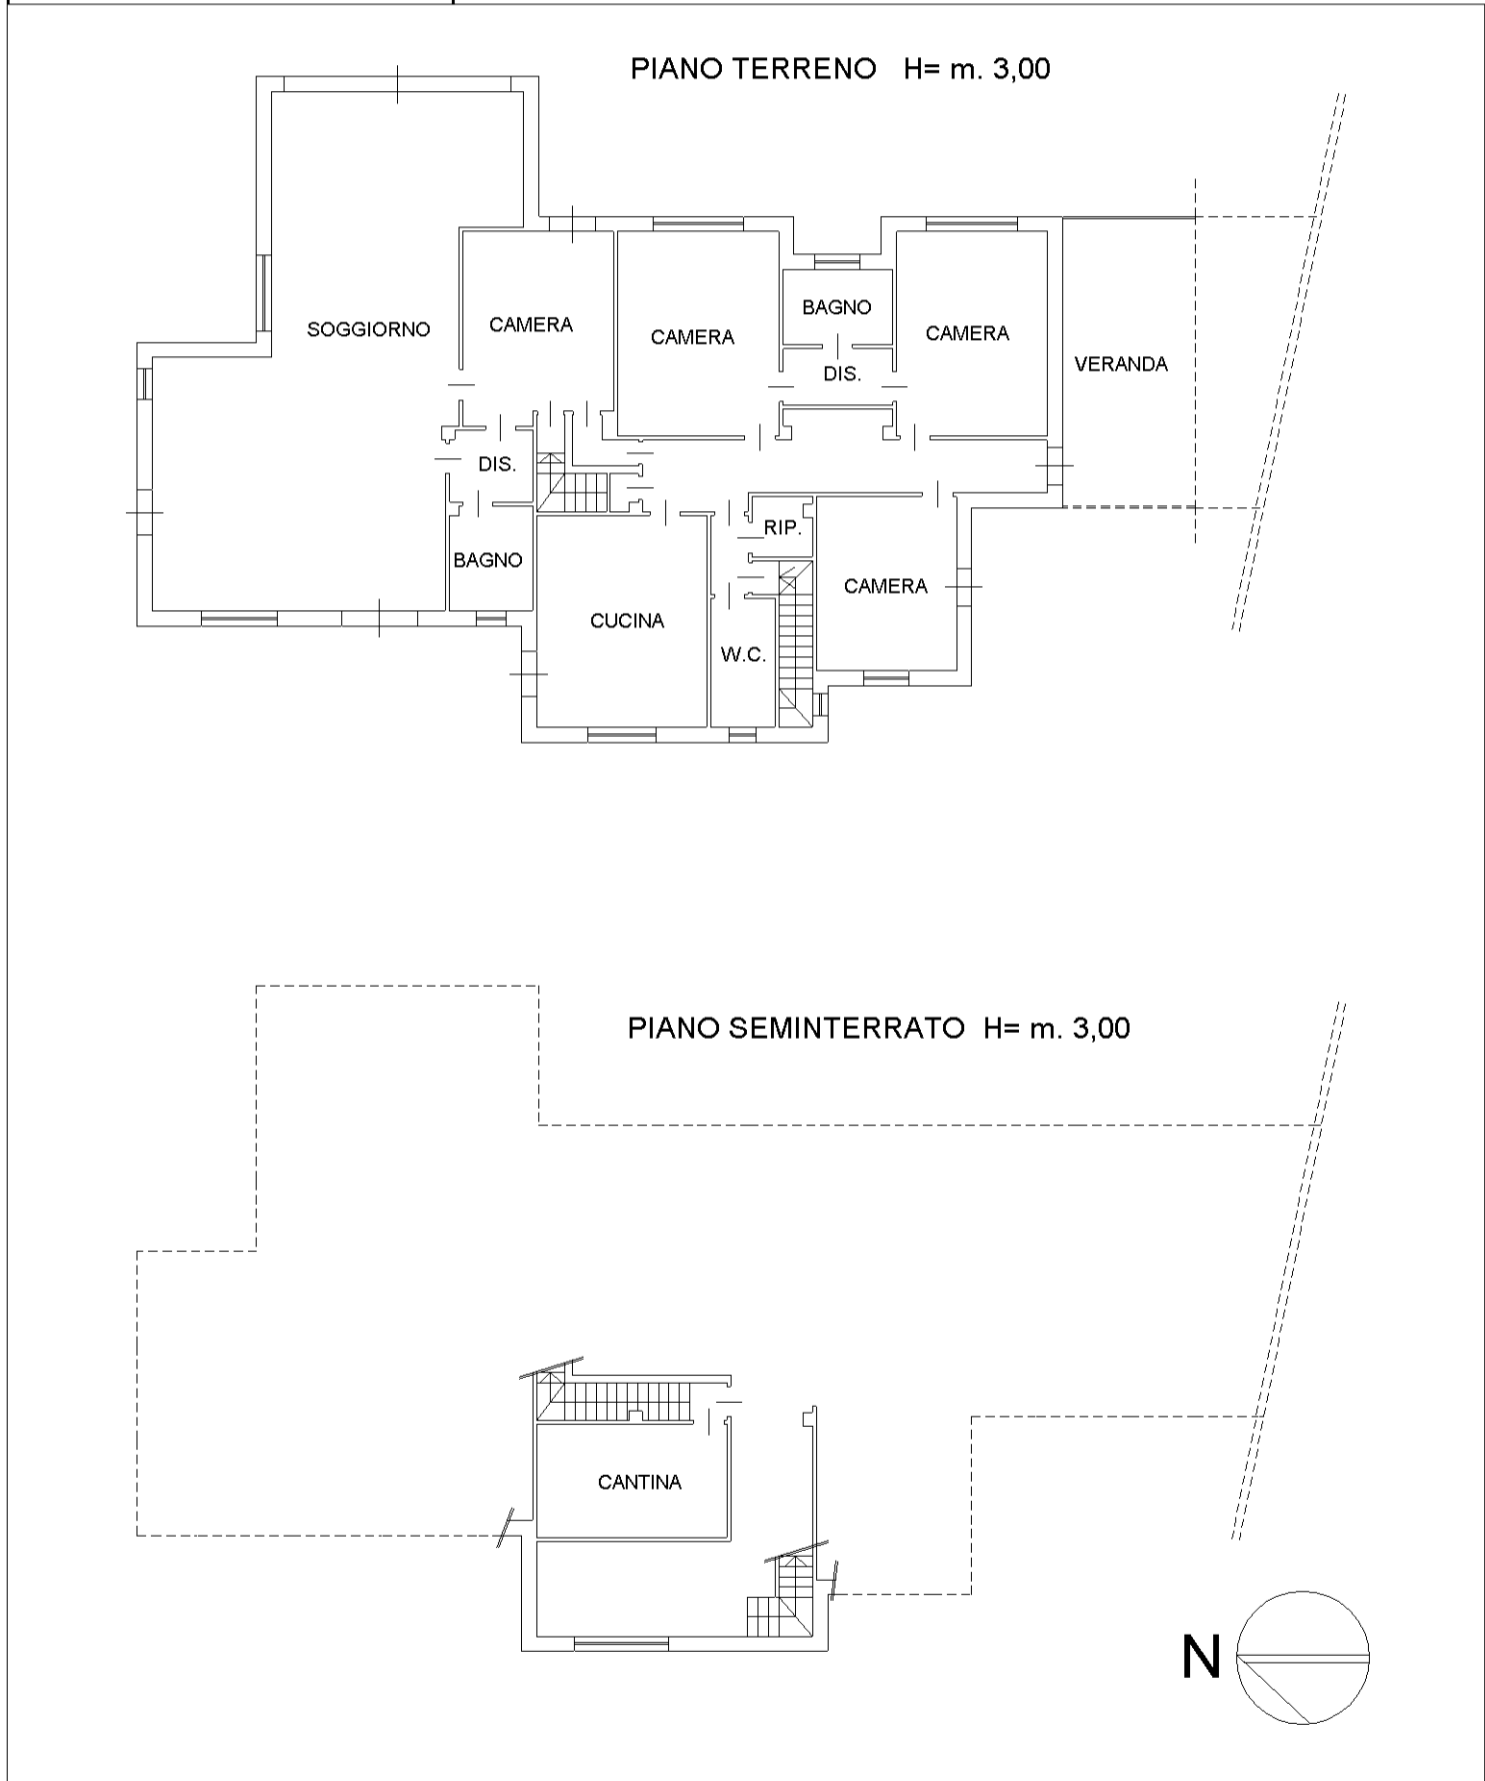 PIANO TERRENO H= m. 3,00
SOGGIORNO
CAMERA
CAMERA
BAGNO
CAMERA
DIS.
VERANDA
DIS.
BAGNO
RIP.
CAMERA
CUCINA
W.C.
PIANO SEMINTERRATO H= m. 3,00
CANTINA
N